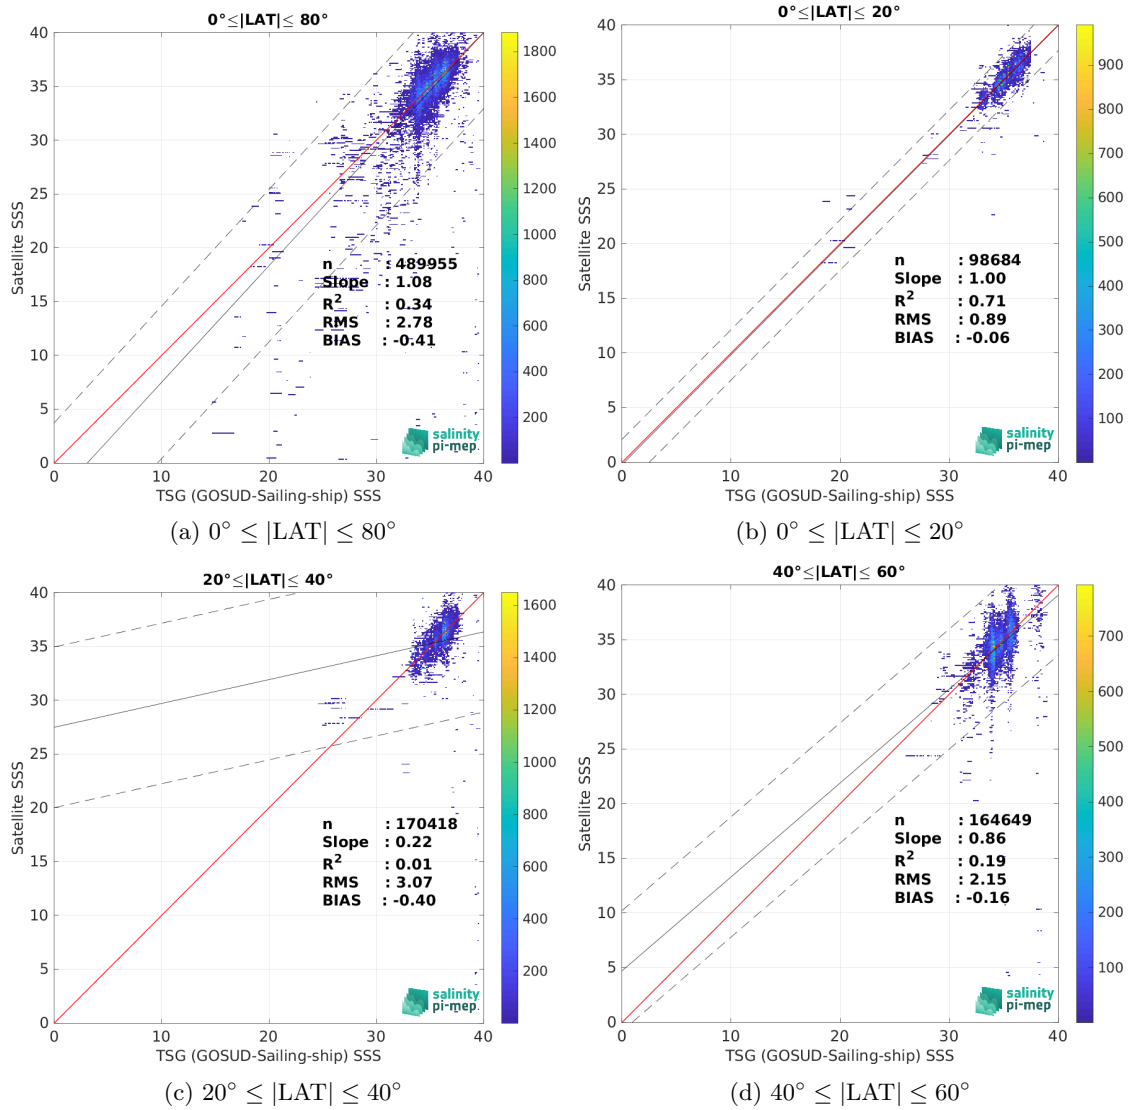 0°≤|LAT|≤ 80°
40
35
30
25
20
15
10
5
0
Satellite SSS
n : 489955
Slope : 1.08
R² : 0.34
RMS : 2.78
BIAS : -0.41
salinity
pi-mep
0 10 20 30 40
TSG (GOSUD-Sailing-ship) SSS
1800
1600
1400
1200
1000
800
600
400
200
(a) 0° ≤ |LAT| ≤ 80°
0°≤|LAT|≤ 20°
40
35
30
25
20
15
10
5
0
Satellite SSS
n : 98684
Slope : 1.00
R² : 0.71
RMS : 0.89
BIAS : -0.06
salinity
pi-mep
0 10 20 30 40
TSG (GOSUD-Sailing-ship) SSS
900
800
700
600
500
400
300
200
100
(b) 0° ≤ |LAT| ≤ 20°
20°≤|LAT|≤ 40°
40
35
30
25
20
15
10
5
0
Satellite SSS
n : 170418
Slope : 0.22
R² : 0.01
RMS : 3.07
BIAS : -0.40
salinity
pi-mep
0 10 20 30 40
TSG (GOSUD-Sailing-ship) SSS
1600
1400
1200
1000
800
600
400
200
(c) 20° ≤ |LAT| ≤ 40°
40°≤|LAT|≤ 60°
40
35
30
25
20
15
10
5
0
Satellite SSS
n : 164649
Slope : 0.86
R² : 0.19
RMS : 2.15
BIAS : -0.16
salinity
pi-mep
0 10 20 30 40
TSG (GOSUD-Sailing-ship) SSS
700
600
500
400
300
200
100
(d) 40° ≤ |LAT| ≤ 60°